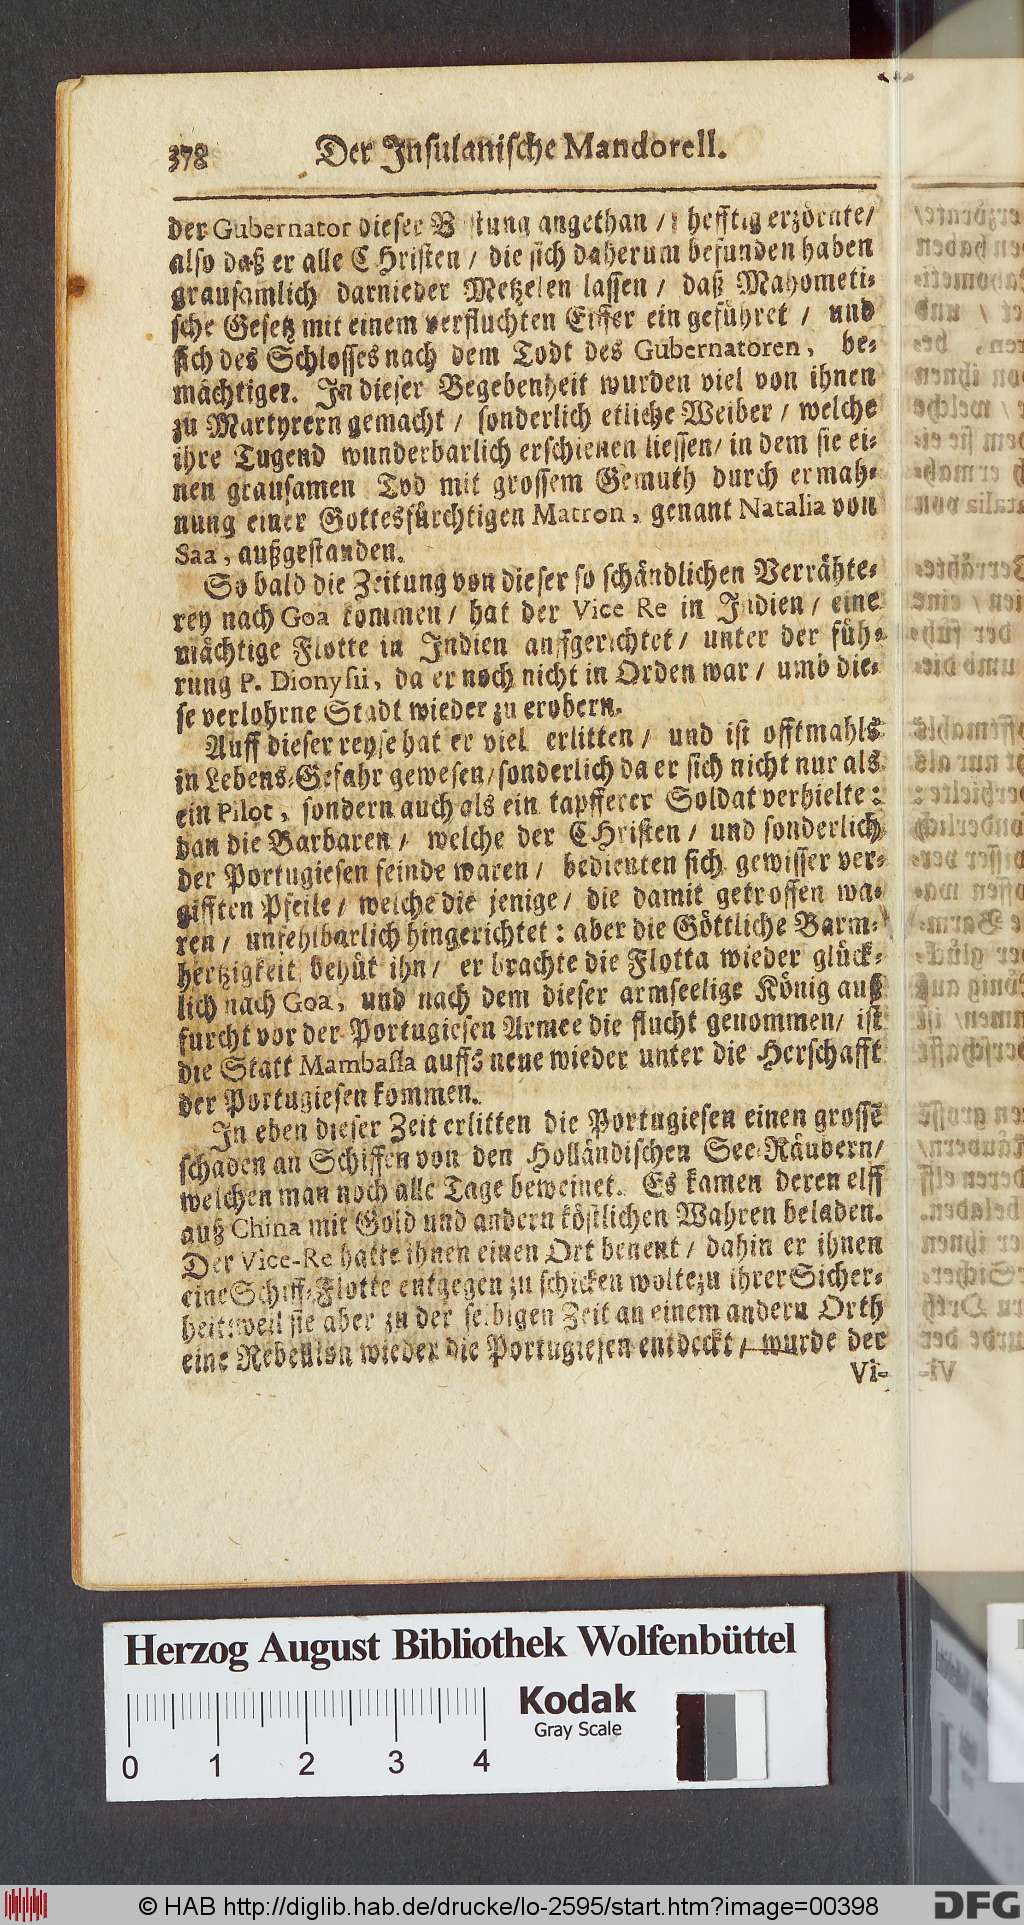 378 Der Insulanische Mandorell.
der Gubernator dieser Vestung angethan / hefftig erzörnte/
also daß er alle CHristen / die sich daherum befunden haben
grausamlich darnieder Metzelen lassen / daß Mahometi-
sche Gesetz mit einem verfluchten Eiffer ein geführet / und
sich des Schlosses nach dem Todt des Gubernatoren, be-
mächtiget. In dieser Begebenheit wurden viel von ihnen
zu Martyrern gemacht / sonderlich etliche Weiber / welche
ihre Tugend wunderbarlich erschienen liessen/ in dem sie ei-
nen grausamen Tod mit grossem Gemuth durch ermah-
nung einer Gottesfürchtigen Matron, genant Natalia von
Saa, außgestanden.
So bald die Zeitung von dieser so schändlichen Verrähte-
rey nach Goa kommen / hat der Vice Re in Indien / eine
mächtige Flotte in Indien auffgerichtet / unter der füh-
rung P. Dionysii, da er noch nicht in Orden war / umb die-
se verlohrne Stadt wieder zu erobern.
Auff dieser reyse hat er viel erlitten / und ist offtmahls
in Lebens-Gefahr gewesen/sonderlich da er sich nicht nur als
ein Pilot, sondern auch als ein tapfferer Soldat verhielte:
dan die Barbaren / welche der CHristen / und sonderlich
der Portugiesen feinde waren / bedienten sich gewisser ver-
gifften Pfeile / welche die jenige / die damit getroffen wa-
ren / unfehlbarlich hingerichtet: aber die Göttliche Barm-
hertzigkeit behüt ihn / er brachte die Flotta wieder glück-
lich nach Goa, und nach dem dieser armseelige König auß
furcht vor der Portugiesen Armee die flucht genommen/ ist
die Statt Mambassa auffs neue wieder unter die Herschafft
der Portugiesen kommen.
In eben dieser Zeit erlitten die Portugiesen einen grossē
schaden an Schiffen von den Holländischen See-Räubern/
welchen man noch alle Tage beweinet. Es kamen deren elff
auß China mit Gold und andern köstlichen Wahren beladen.
Der Vice-Re hatte ihnen einen Ort benent / dahin er ihnen
eine Schiff-Flotte entgegen zu schicken wolte zu ihrer Sicher-
heit: weil sie aber zu der selbigen Zeit an einem andern Orth
eine Rebellion wieder die Portugiesen entdeckt / wurde der
Vi-
Herzog August Bibliothek Wolfenbüttel
Kodak
Gray Scale
0 1 2 3 4
© HAB http://diglib.hab.de/drucke/lo-2595/start.htm?image=00398
DFG